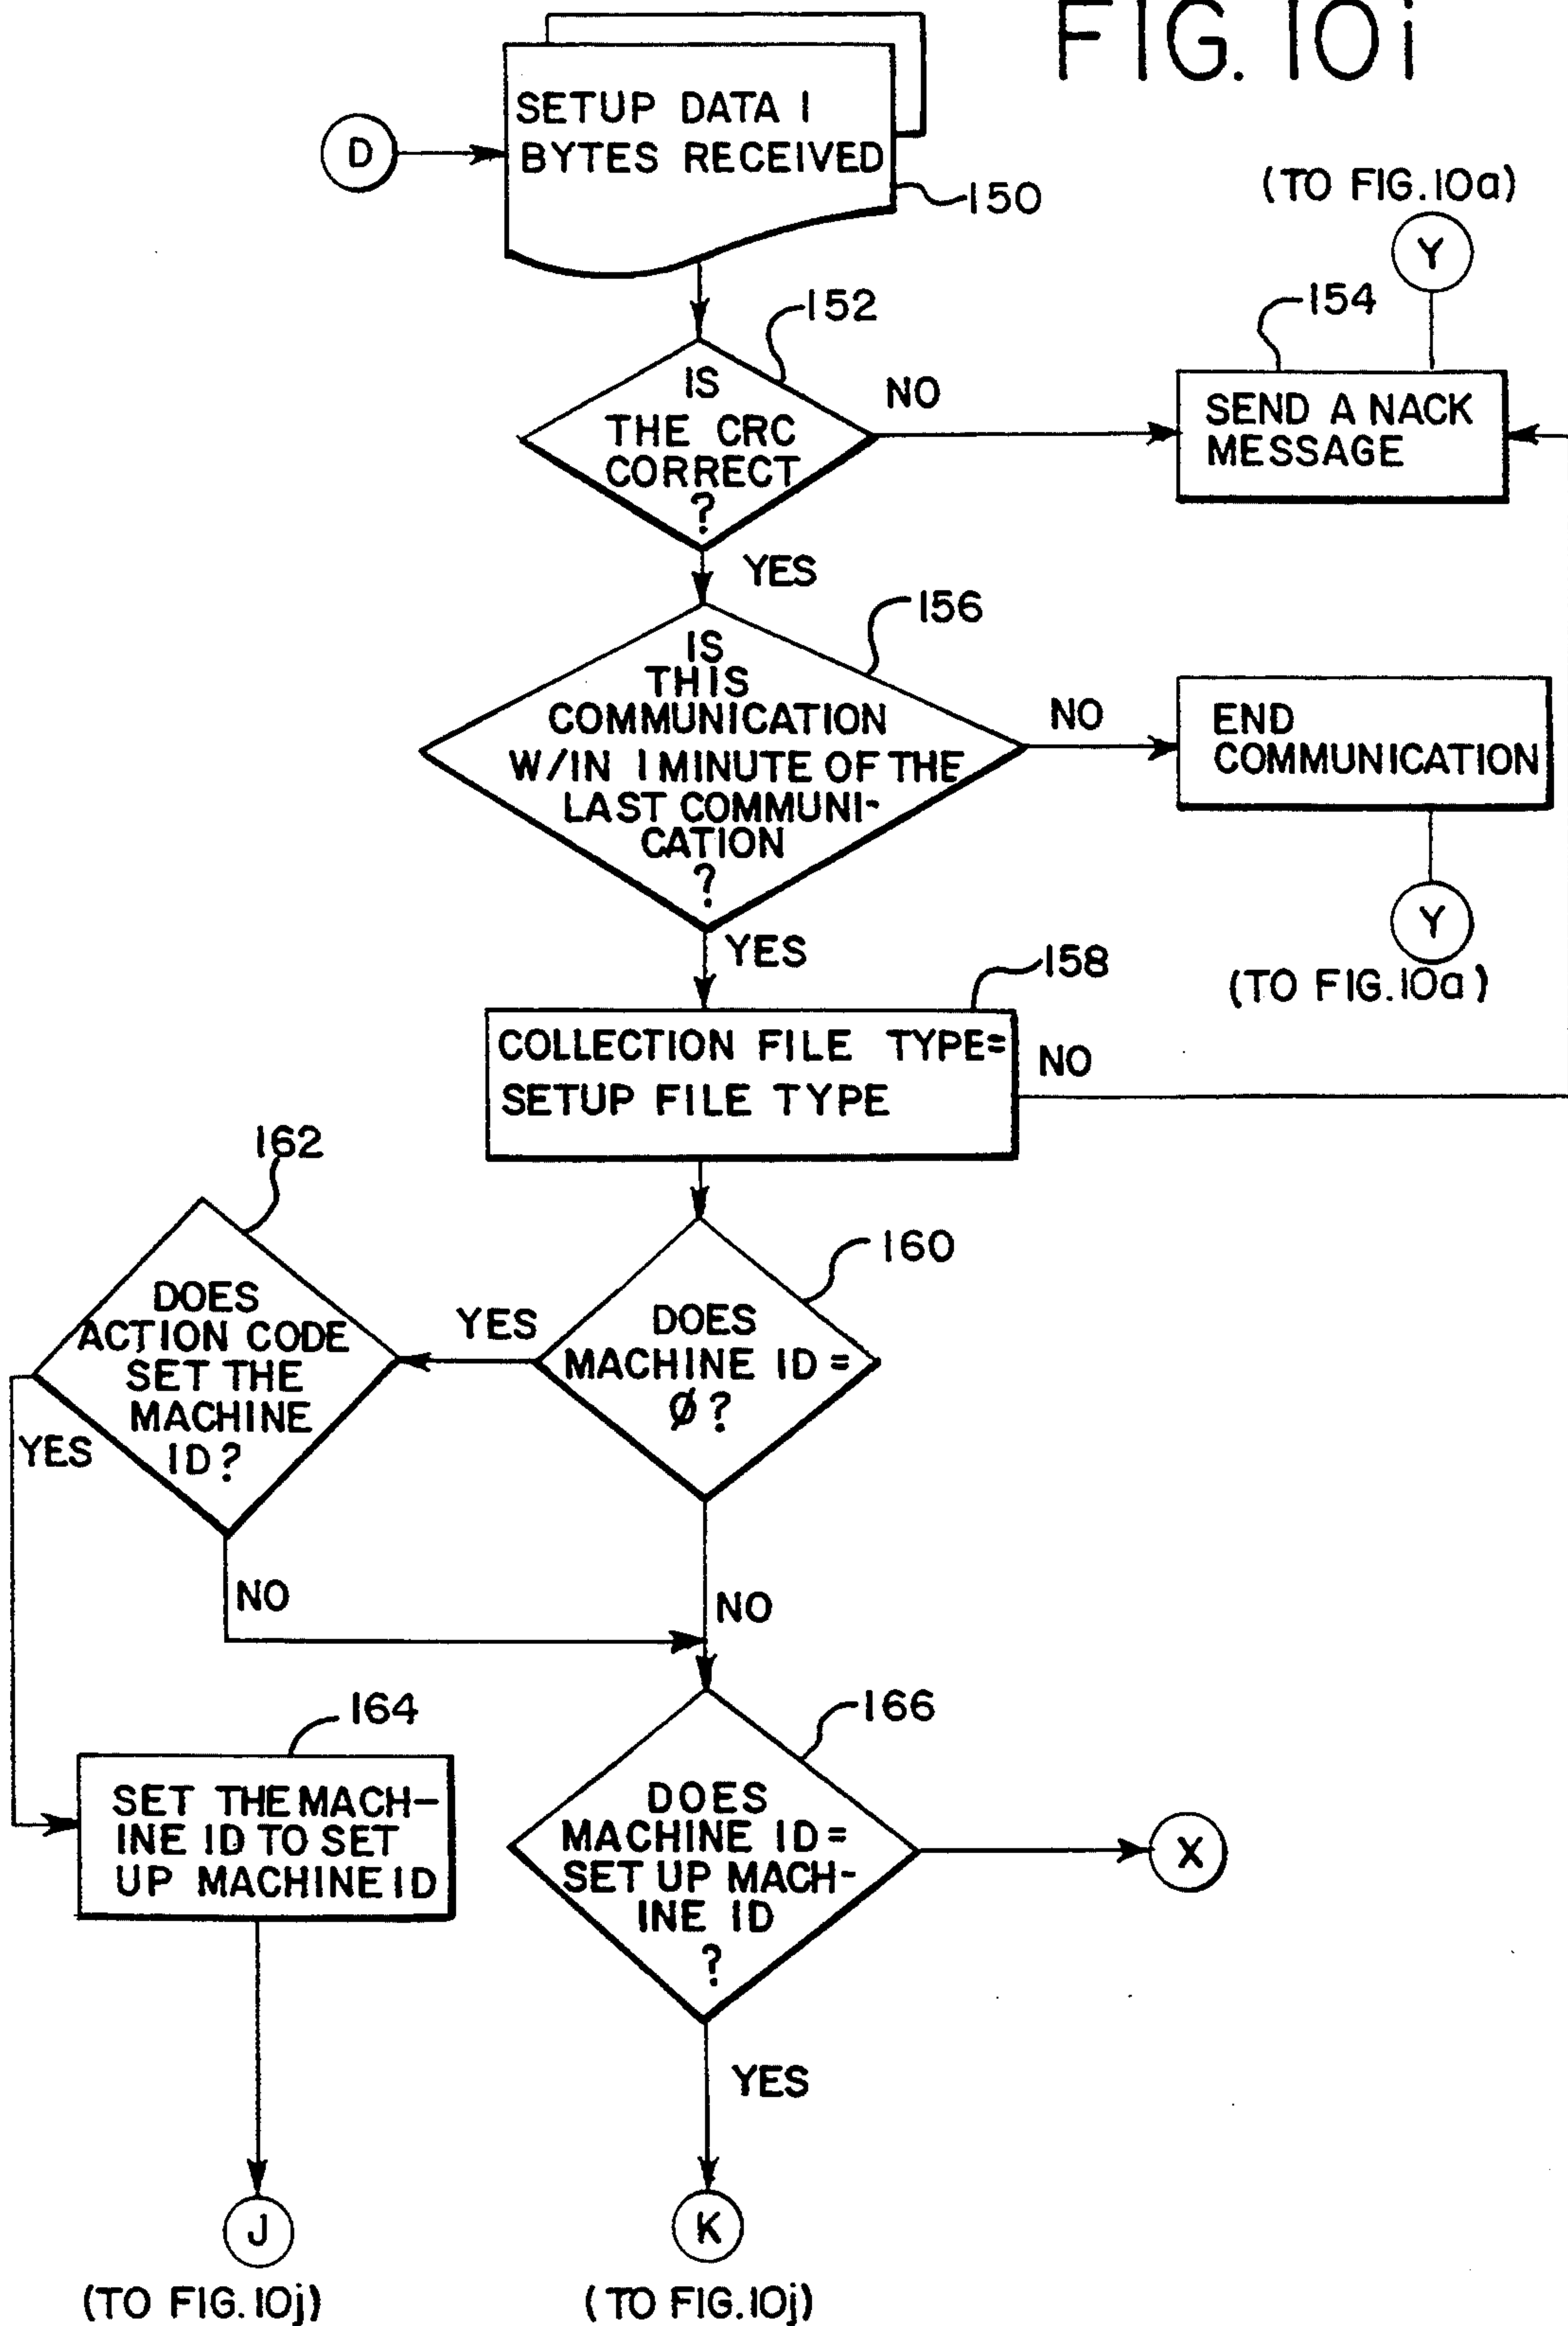 FIG. 10i
SETUP DATA 1
BYTES RECEIVED
D
150
(TO FIG. 10a)
Y
152
154
IS
THE CRC
CORRECT
?
NO
SEND A NACK
MESSAGE
YES
156
IS
THIS
COMMUNICATION
W/IN 1 MINUTE OF THE
LAST COMMUNI-
CATION
?
NO
END
COMMUNICATION
YES
Y
(TO FIG. 10a)
158
COLLECTION FILE TYPE=
SETUP FILE TYPE
NO
162
160
DOES
ACTION CODE
SET THE
MACHINE
ID?
YES
DOES
MACHINE ID =
Ø?
YES
NO
NO
164
166
SET THE MACH-
INE ID TO SET
UP MACHINE ID
DOES
MACHINE ID=
SET UP MACH-
INE ID
?
X
YES
J
K
(TO FIG. 10j)
(TO FIG. 10j)